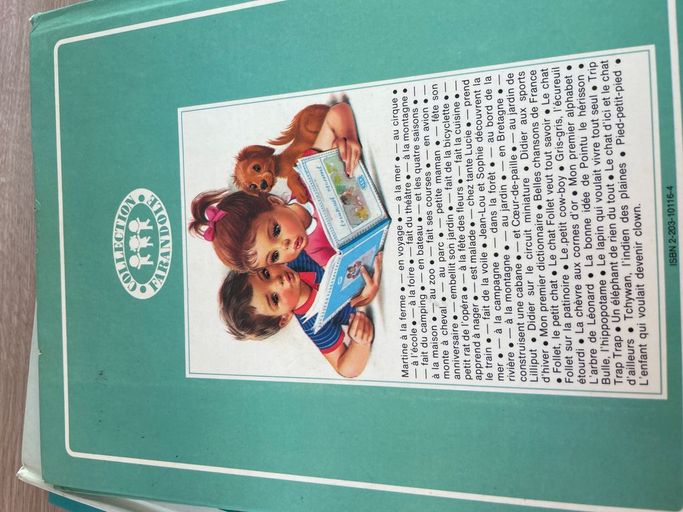 COLLECTION
FARANDOLE
Martine à la ferme • — en voyage • — à la mer • — au cirque •
— à l'école • — à la foire • — fait du théâtre • — à la montagne •
— fait du camping • — en bateau • — et les quatre saisons • —
à la maison • — au zoo • — fait ses courses • — en avion • —
monte à cheval • — au parc • — petite maman • — fête son
anniversaire • — embellit son jardin • — fait de la bicyclette • —
petit rat de l'opéra • — à la fête des fleurs • — fait la cuisine • —
apprend à nager • — est malade • — chez tante Lucie • — prend
le train • — fait de la voile • Jean-Lou et Sophie découvrent la
mer • — à la campagne • — dans la forêt • — au bord de la
rivière • — à la montagne • — au jardin • — en Bretagne • —
construisent une cabane • — et Cœur-de-paille • — au jardin de
Lilliput • Didier sur le circuit miniature • Didier aux sports
d'hiver • Mon premier dictionnaire • Belles chansons de France
• Follet, le petit chat • Le chat Follet veut tout savoir • Le chat
Follet sur la patinoire • Le petit cow-boy • Gris-gris, l'écureuil
étourdi • La chèvre aux cornes d'or • Mon premier alphabet •
L'arbre de Léonard • La bonne idée de Pointu le hérisson •
Bulle, l'hippopotame • Le lapin qui voulait vivre tout seul • Trip
Trap Trap • Un éléphant de rien du tout • Le chat d'ici et le chat
d'ailleurs • Tchywan, l'indien des plaines • Pied-petit-pied •
L'enfant qui voulait devenir clown.
ISBN 2-203-10116-4